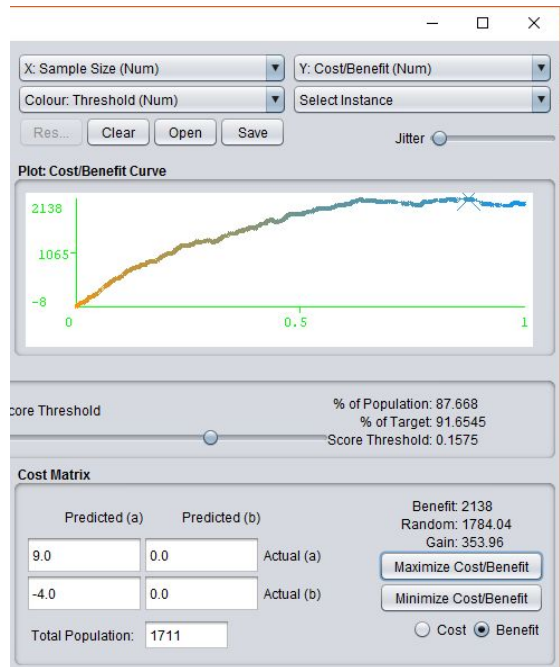 X: Sample Size (Num) Y: Cost/Benefit (Num)
Colour: Threshold (Num) Select Instance
Res... Clear Open Save Jitter
Plot: Cost/Benefit Curve
2138
1065
-8
0 0.5 1
core Threshold
% of Population: 87.668
% of Target: 91.6545
Score Threshold: 0.1575
Cost Matrix
Predicted (a) Predicted (b)
9.0 0.0 Actual (a)
-4.0 0.0 Actual (b)
Total Population: 1711
Benefit: 2138
Random: 1784.04
Gain: 353.96
Maximize Cost/Benefit
Minimize Cost/Benefit
Cost Benefit